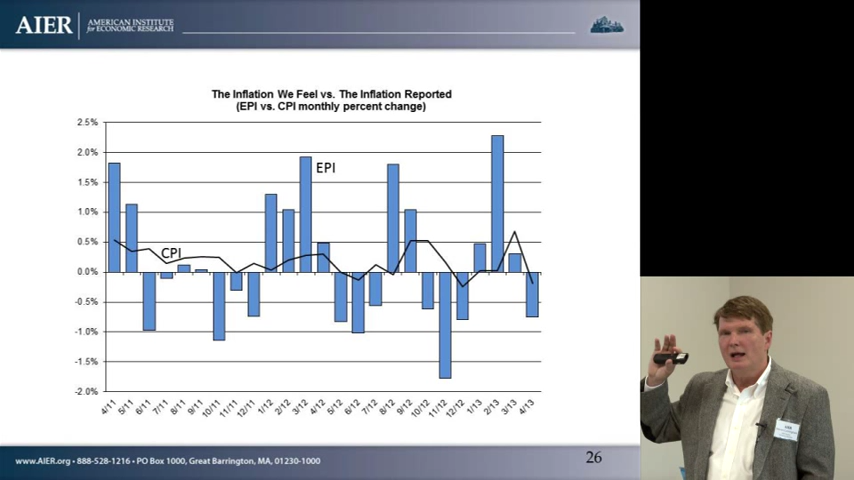 AIER
AMERICAN INSTITUTE
for ECONOMIC RESEARCH
The Inflation We Feel vs. The Inflation Reported
(EPI vs. CPI monthly percent change)
2.5%
2.0%
1.5%
1.0%
0.5%
0.0%
-0.5%
-1.0%
-1.5%
-2.0%
EPI
CPI
4/11 5/11 6/11 7/11 8/11 9/11 10/11 11/11 12/11 1/12 2/12 3/12 4/12 5/12 6/12 7/12 8/12 9/12 10/12 11/12 12/12 1/13 2/13 3/13 4/13
www.AIER.org • 888-528-1216 • PO Box 1000, Great Barrington, MA, 01230-1000
26